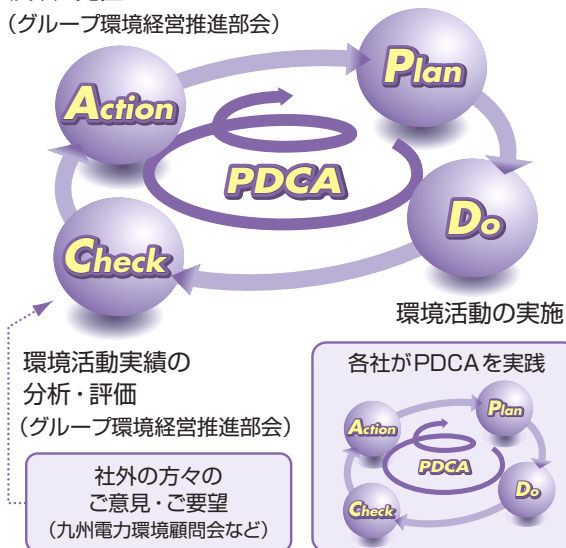 （グループ環境経営推進部会）
Plan
Action
PDCA
Do
Check
環境活動の実施
環境活動実績の
分析・評価
（グループ環境経営推進部会）
社外の方々の
ご意見・ご要望
（九州電力環境顧問会など）
各社がPDCAを実践
Plan
Action
PDCA
Do
Check